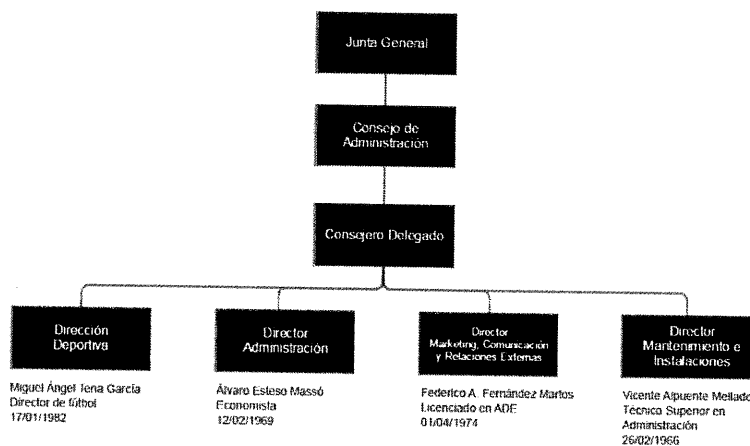 Junta General
Consejo de
Administración
Consejero Delegado
Dirección
Deportiva
Director
Administración
Director
Marketing, Comunicación
y Relaciones Externas
Director
Mantenimiento e
Instalaciones
Miguel Ángel Tena García
Director de fútbol
17/01/1982
Álvaro Esteso Massó
Economista
12/02/1969
Federico A. Fernández Martos
Licenciado en ADE
01/04/1974
Vicente Alpuente Mellado
Técnico Superior en
Administración
26/02/1966